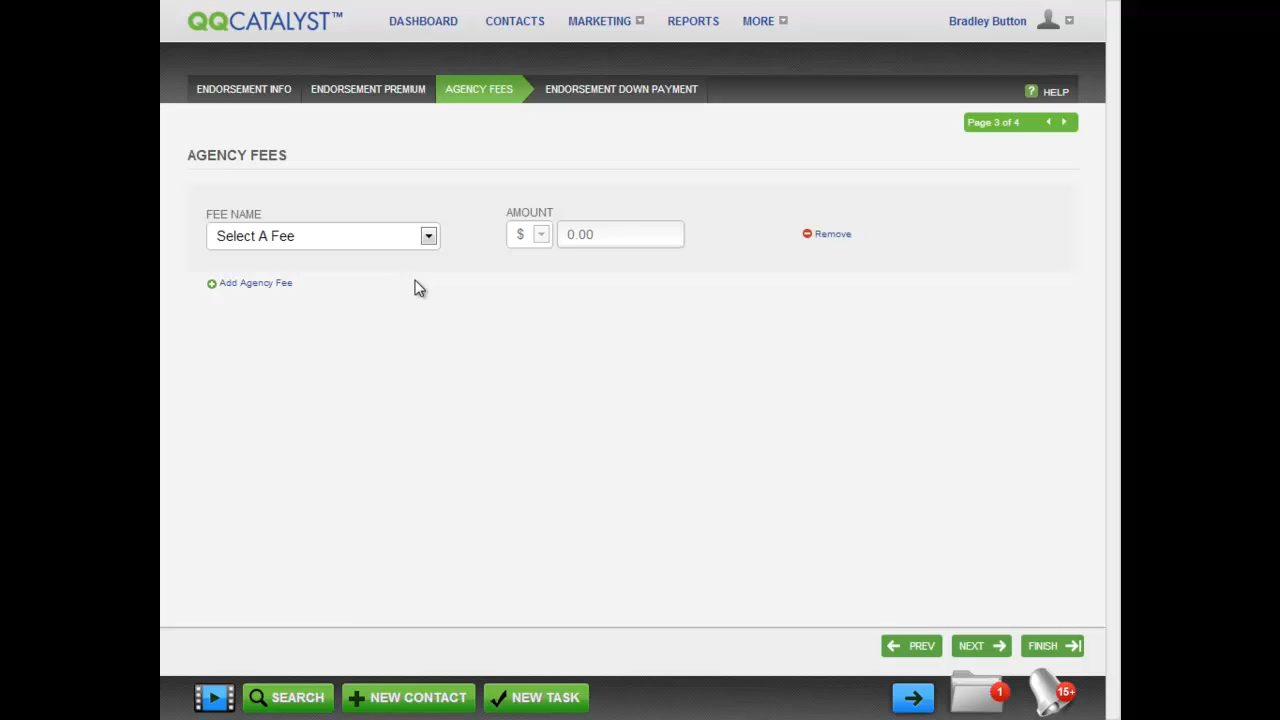 QQCATALYST™
DASHBOARD
CONTACTS
MARKETING
REPORTS
MORE
Bradley Button
ENDORSEMENT INFO
ENDORSEMENT PREMIUM
AGENCY FEES
ENDORSEMENT DOWN PAYMENT
? HELP
Page 3 of 4
AGENCY FEES
FEE NAME
AMOUNT
Select A Fee
$
0.00
Remove
Add Agency Fee
PREV
NEXT
FINISH
SEARCH
NEW CONTACT
NEW TASK
1
15+